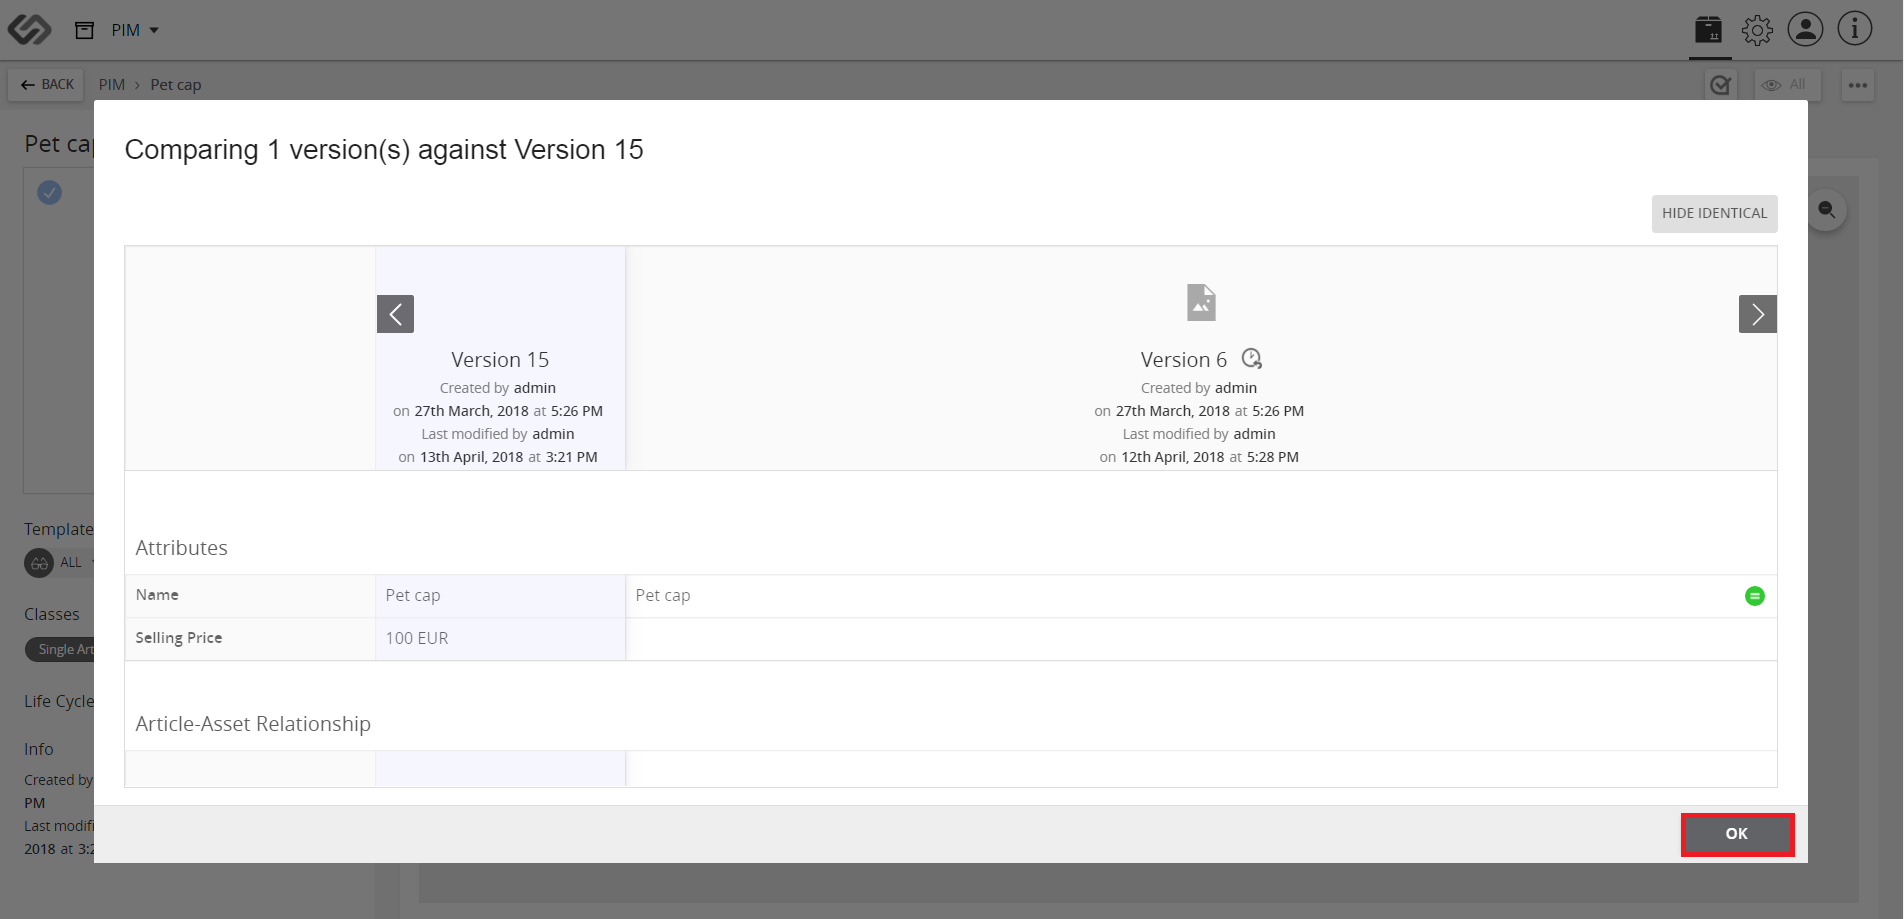 PIM
BACK
PIM › Pet cap
All
Pet cap
Comparing 1 version(s) against Version 15
HIDE IDENTICAL
Version 15
Created by admin
on 27th March, 2018 at 5:26 PM
Last modified by admin
on 13th April, 2018 at 3:21 PM
Version 6
Created by admin
on 27th March, 2018 at 5:26 PM
Last modified by admin
on 12th April, 2018 at 5:28 PM
Attributes
Name Pet cap Pet cap
Selling Price 100 EUR
Article-Asset Relationship
OK
Template
ALL
Classes
Single Art
Life Cycle
Info
Created by
PM
Last modifi
2018 at 3:2